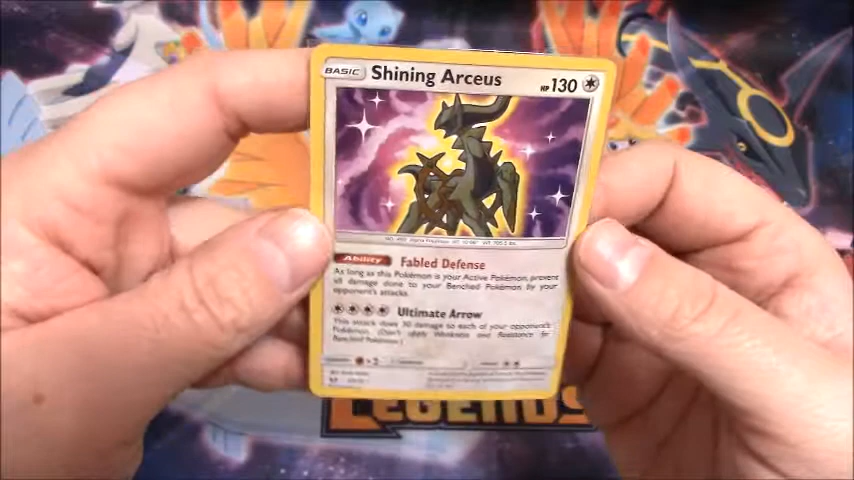 BASIC Shining Arceus HP130
Ability Fabled Defense
As long as this Pokémon is your Active Pokémon, prevent
all damage done to your Benched Pokémon by your
opponent's attacks.
Ultimate Arrow
This attack does 30 damage to each of your opponent's
Pokémon. (Don't apply Weakness and Resistance for
Benched Pokémon.)
×2
LEGENDS